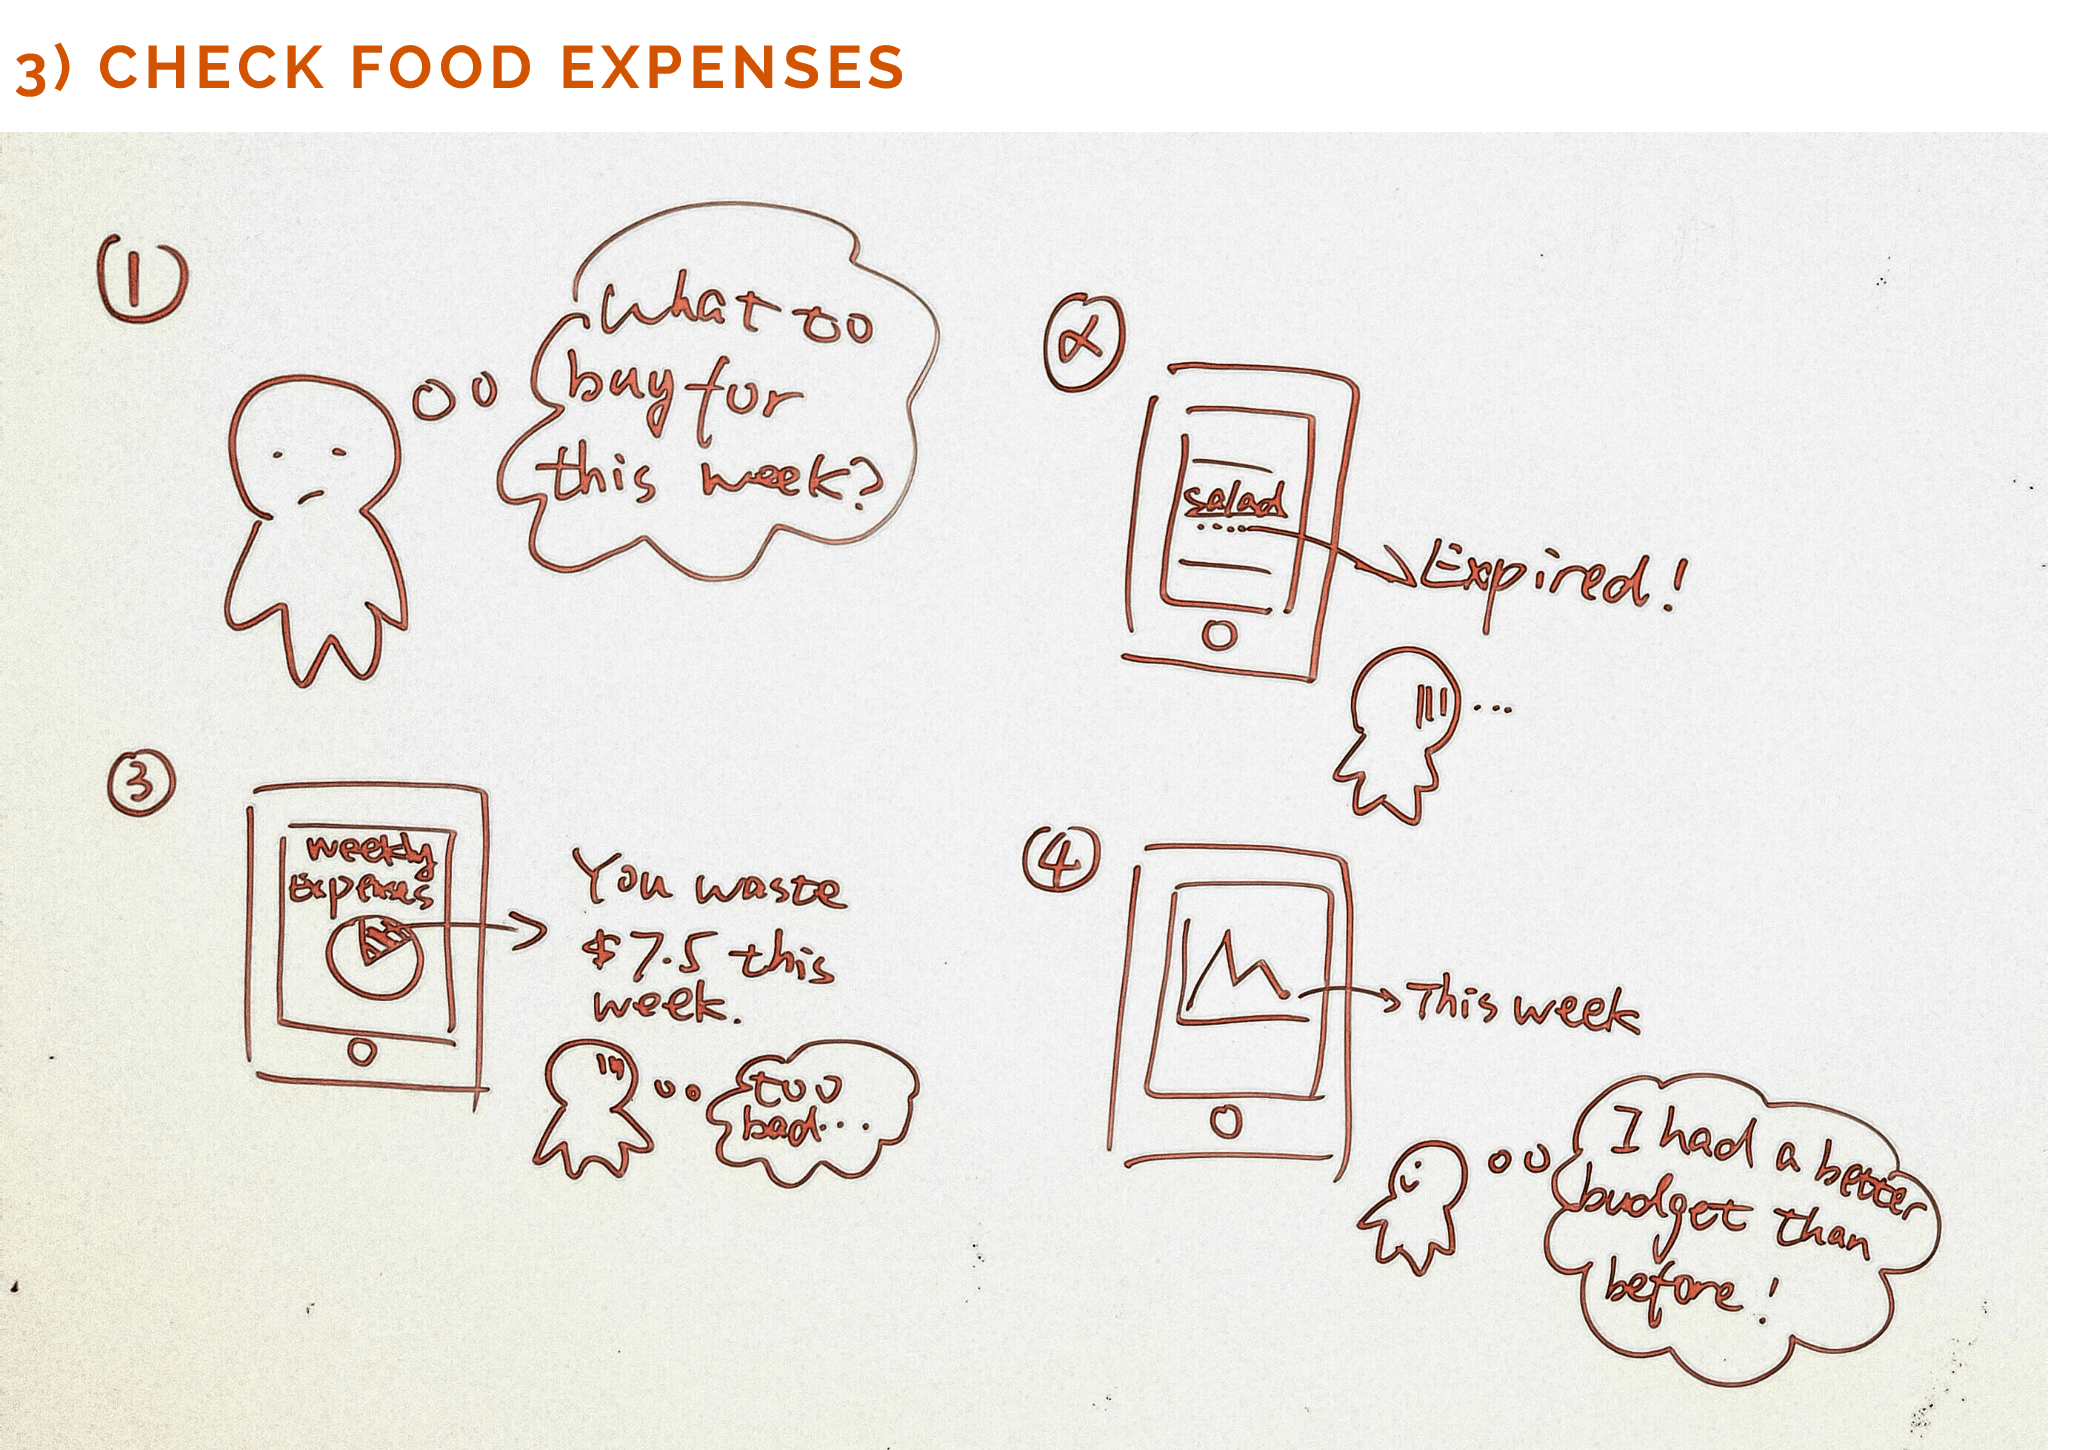 3) CHECK FOOD EXPENSES
1
What to
buy for
this week?
2
salad
Expired!
...
3
weekly
Expenses
You waste
$7.5 this
week.
too
bad...
4
This week
I had a better
budget than
before!